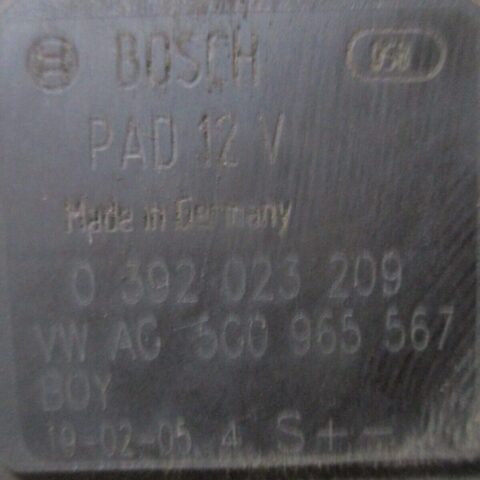 BOSCH
PAD 12 V
Made in Germany
0 392 023 209
VW AG 5C0 965 567
BOY
19-02-05 4 S + -